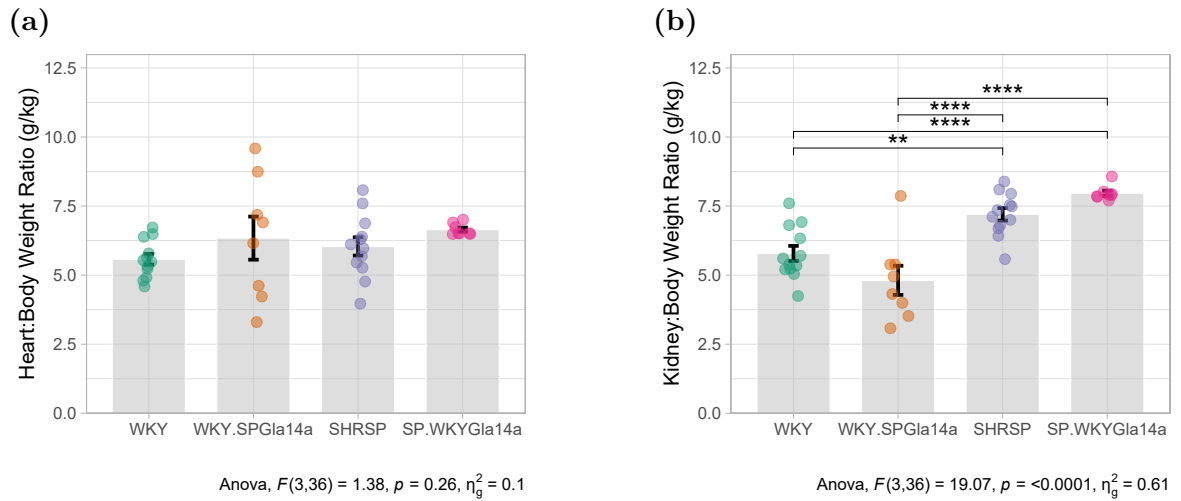 (a)
Heart:Body Weight Ratio (g/kg)
12.5
10.0
7.5
5.0
2.5
0.0
WKY WKY.SPGla14a SHRSP SP.WKYGla14a
Anova, F(3,36) = 1.38, p = 0.26, η²g = 0.1
(b)
Kidney:Body Weight Ratio (g/kg)
12.5
10.0
7.5
5.0
2.5
0.0
****
****
****
**
WKY WKY.SPGla14a SHRSP SP.WKYGla14a
Anova, F(3,36) = 19.07, p = <0.0001, η²g = 0.61